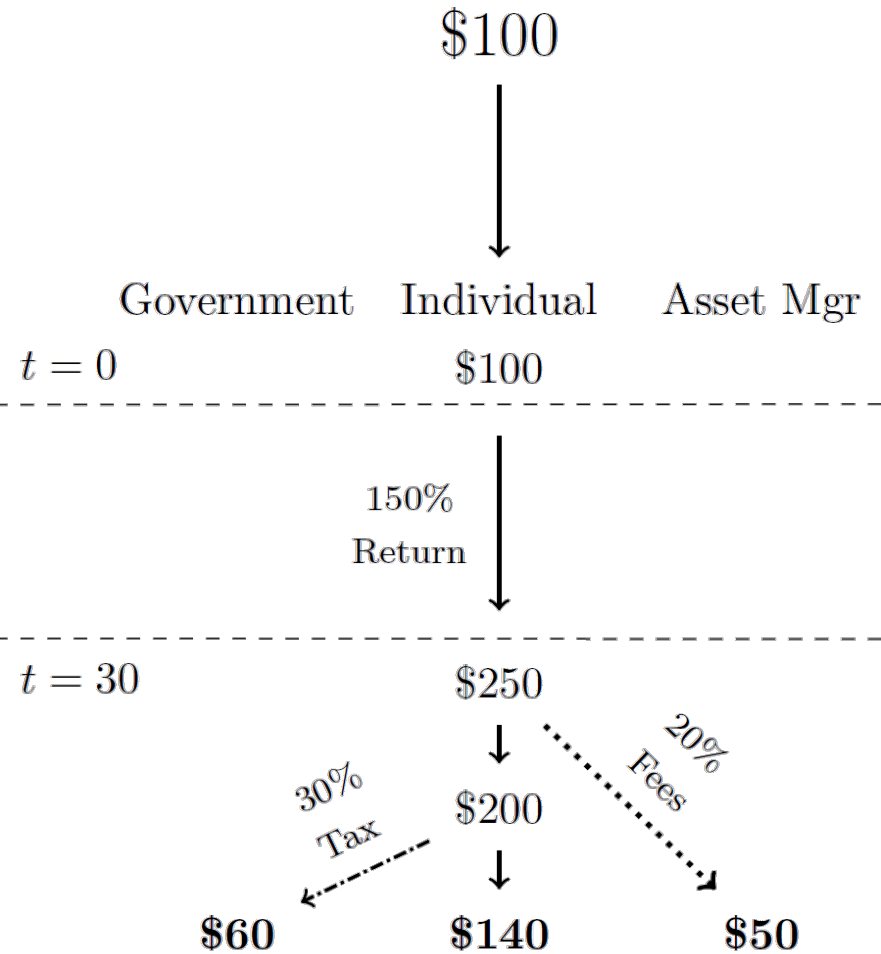 $100
Government Individual Asset Mgr
t = 0 $100
150%
Return
t = 30 $250
20%
Fees
30%
Tax
$200
$60 $140 $50